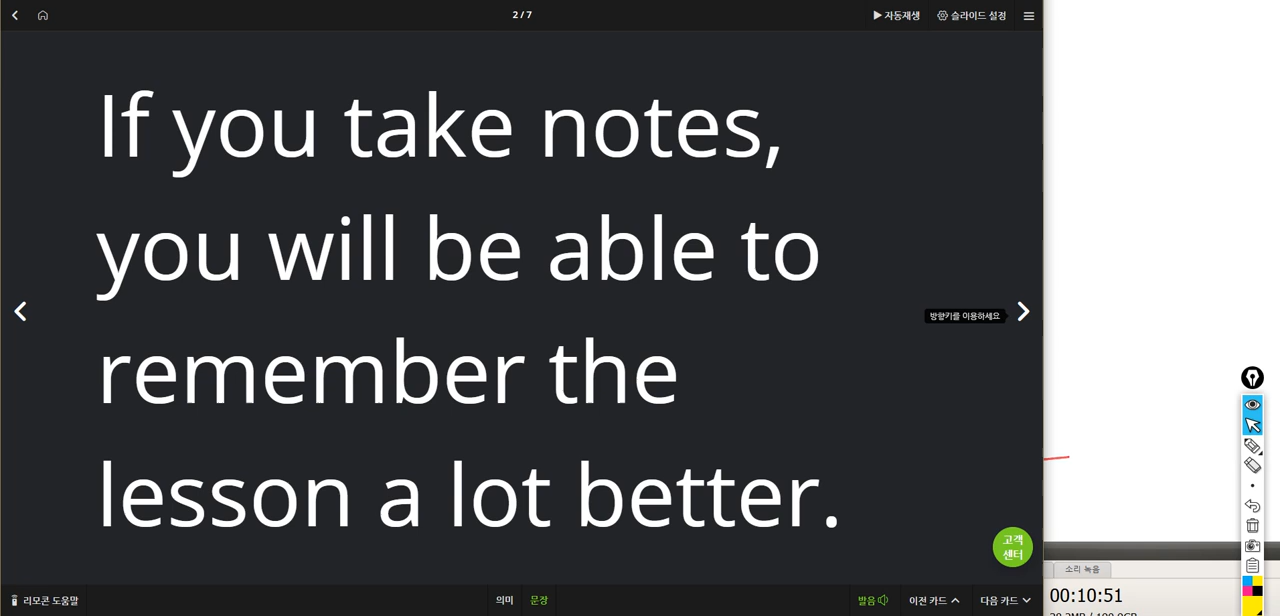 2 / 7
자동재생
슬라이드 설정
If you take notes,
you will be able to
방향키를 이용하세요
remember the
lesson a lot better.
고객
센터
소리 녹음
리모콘 도움말
의미
문장
발음
이전 카드
다음 카드
00:10:51